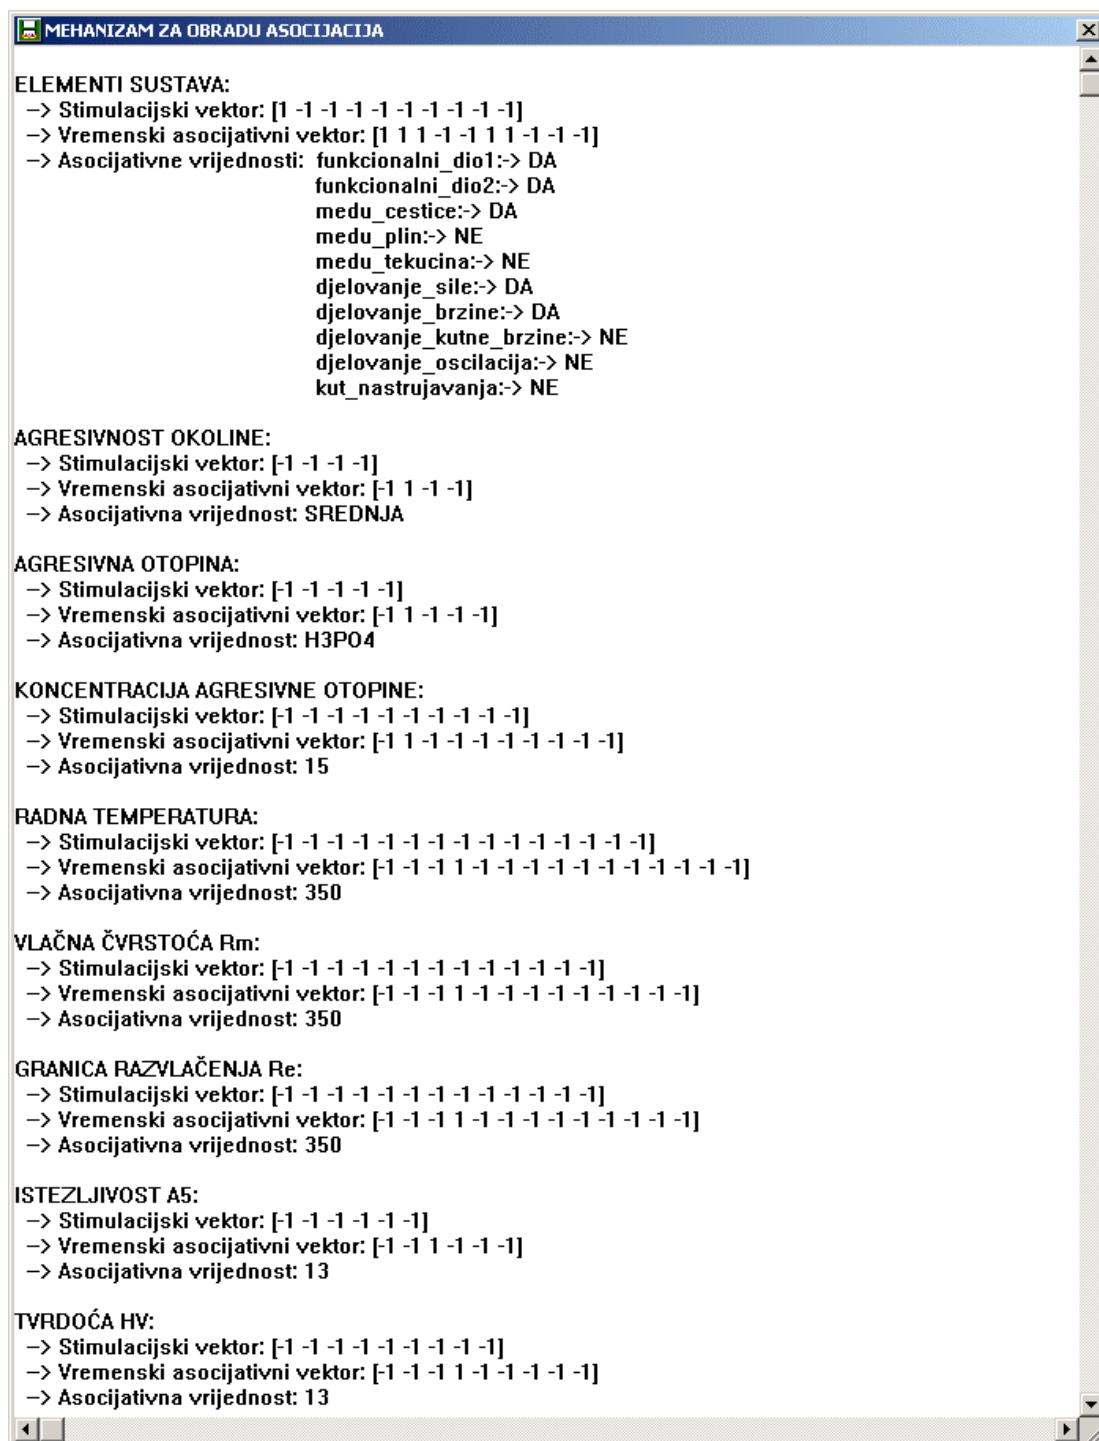 MEHANIZAM ZA OBRADU ASOCIJACIJA
ELEMENTI SUSTAVA:
--> Stimulacijski vektor: [1 -1 -1 -1 -1 -1 -1 -1 -1 -1]
--> Vremenski asocijativni vektor: [1 1 1 -1 -1 1 1 -1 -1 -1]
--> Asocijativne vrijednosti: funkcionalni_dio1:-> DA
funkcionalni_dio2:-> DA
medu_cestice:-> DA
medu_plin:-> NE
medu_tekucina:-> NE
djelovanje_sile:-> DA
djelovanje_brzine:-> DA
djelovanje_kutne_brzine:-> NE
djelovanje_oscilacija:-> NE
kut_nastrujavanja:-> NE
AGRESIVNOST OKOLINE:
--> Stimulacijski vektor: [-1 -1 -1 -1]
--> Vremenski asocijativni vektor: [-1 1 -1 -1]
--> Asocijativna vrijednost: SREDNJA
AGRESIVNA OTOPINA:
--> Stimulacijski vektor: [-1 -1 -1 -1 -1]
--> Vremenski asocijativni vektor: [-1 1 -1 -1 -1]
--> Asocijativna vrijednost: H3PO4
KONCENTRACIJA AGRESIVNE OTOPINE:
--> Stimulacijski vektor: [-1 -1 -1 -1 -1 -1 -1 -1 -1 -1]
--> Vremenski asocijativni vektor: [-1 1 -1 -1 -1 -1 -1 -1 -1 -1]
--> Asocijativna vrijednost: 15
RADNA TEMPERATURA:
--> Stimulacijski vektor: [-1 -1 -1 -1 -1 -1 -1 -1 -1 -1 -1 -1 -1 -1 -1]
--> Vremenski asocijativni vektor: [-1 -1 -1 1 -1 -1 -1 -1 -1 -1 -1 -1 -1 -1 -1]
--> Asocijativna vrijednost: 350
VLAČNA ČVRSTOĆA Rm:
--> Stimulacijski vektor: [-1 -1 -1 -1 -1 -1 -1 -1 -1 -1 -1 -1 -1]
--> Vremenski asocijativni vektor: [-1 -1 -1 1 -1 -1 -1 -1 -1 -1 -1 -1 -1]
--> Asocijativna vrijednost: 350
GRANICA RAZVLAČENJA Re:
--> Stimulacijski vektor: [-1 -1 -1 -1 -1 -1 -1 -1 -1 -1 -1 -1 -1]
--> Vremenski asocijativni vektor: [-1 -1 -1 1 -1 -1 -1 -1 -1 -1 -1 -1 -1]
--> Asocijativna vrijednost: 350
ISTEZLJIVOST A5:
--> Stimulacijski vektor: [-1 -1 -1 -1 -1 -1]
--> Vremenski asocijativni vektor: [-1 -1 1 -1 -1 -1]
--> Asocijativna vrijednost: 13
TVRDOĆA HV:
--> Stimulacijski vektor: [-1 -1 -1 -1 -1 -1 -1 -1 -1]
--> Vremenski asocijativni vektor: [-1 -1 -1 1 -1 -1 -1 -1 -1]
--> Asocijativna vrijednost: 13